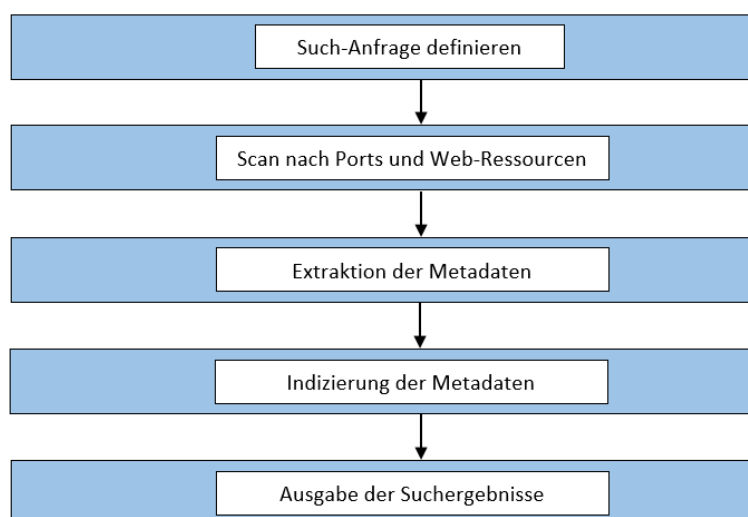 Such-Anfrage definieren
Scan nach Ports und Web-Ressourcen
Extraktion der Metadaten
Indizierung der Metadaten
Ausgabe der Suchergebnisse